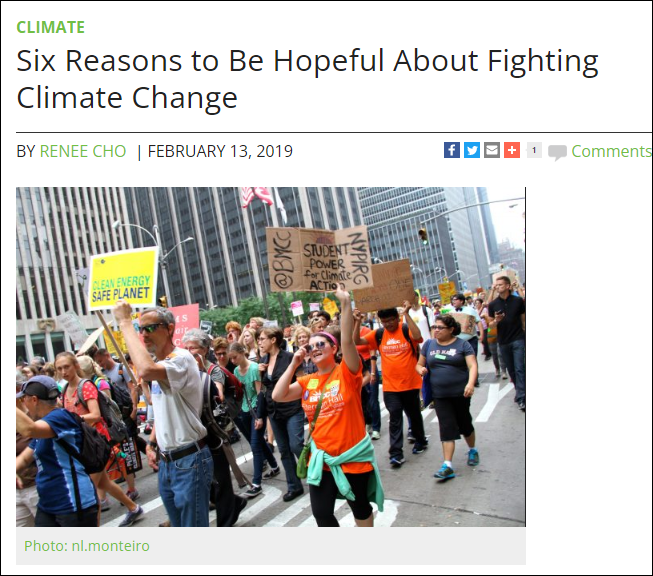 CLIMATE
Six Reasons to Be Hopeful About Fighting
Climate Change
BY RENEE CHO | FEBRUARY 13, 2019
1 Comments
CLEAN ENERGY
SAFE PLANET
@BMCC
STUDENT
POWER
for Climate
ACTION
NYPIRG
Photo: nl.monteiro